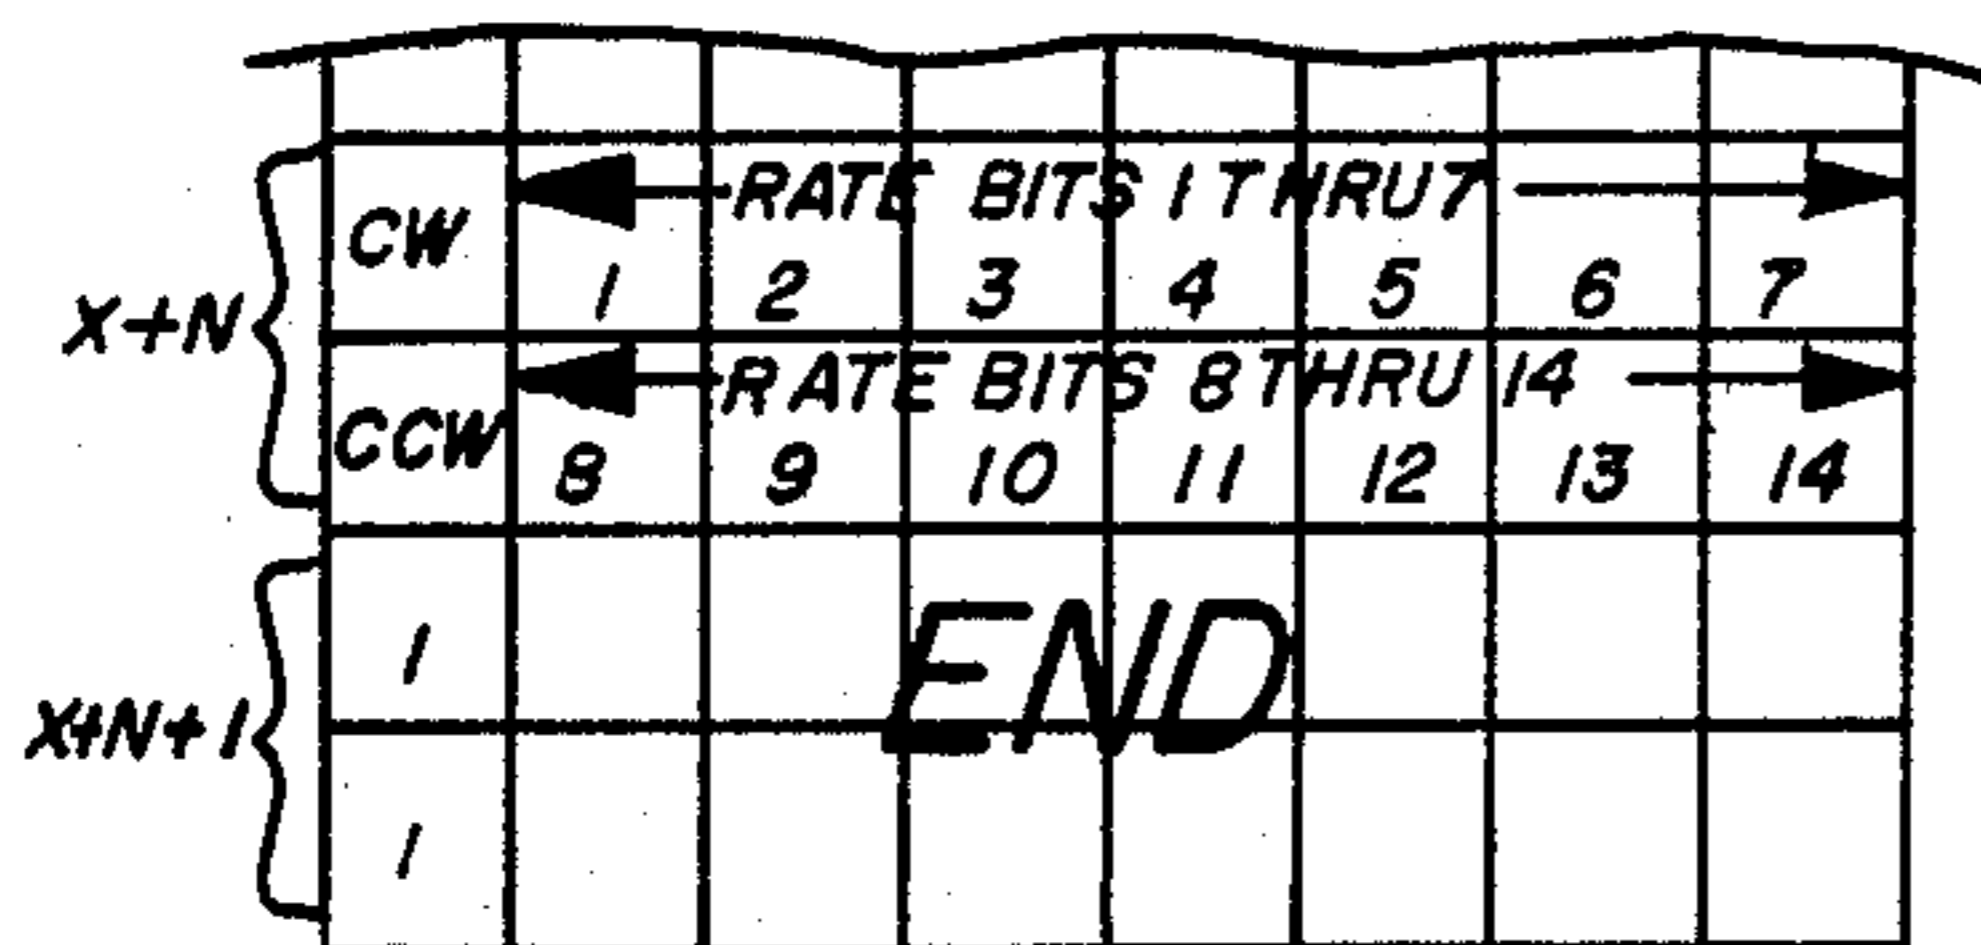 RATE BITS 1 THRU 7
CW
1 2 3 4 5 6 7
X+N
RATE BITS 8 THRU 14
CCW
8 9 10 11 12 13 14
1
END
X+N+1
1